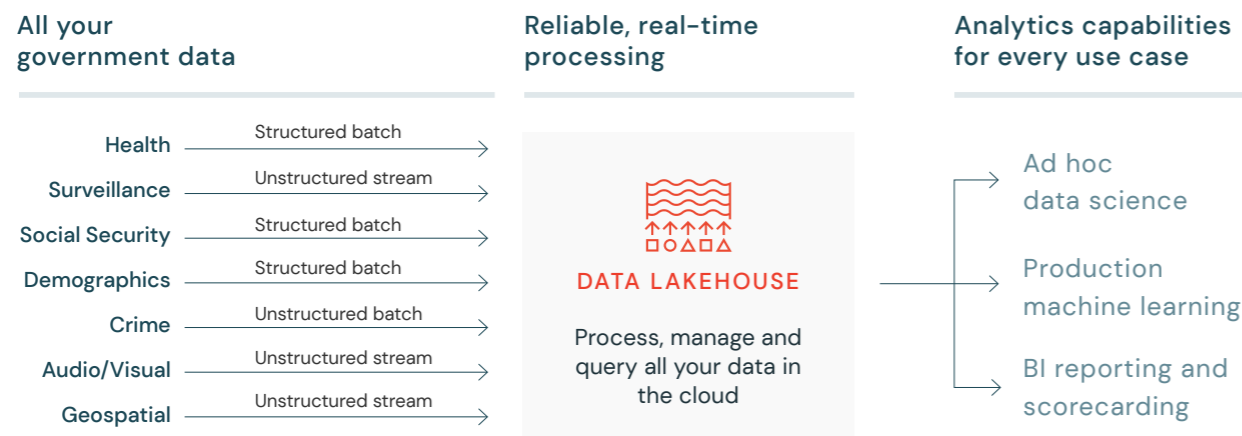 All your
government data
Reliable, real-time
processing
Analytics capabilities
for every use case
Health
Structured batch
Surveillance
Unstructured stream
Social Security
Structured batch
Demographics
Structured batch
Crime
Unstructured batch
Audio/Visual
Unstructured stream
Geospatial
Unstructured stream
DATA LAKEHOUSE
Process, manage and
query all your data in
the cloud
Ad hoc
data science
Production
machine learning
BI reporting and
scorecarding